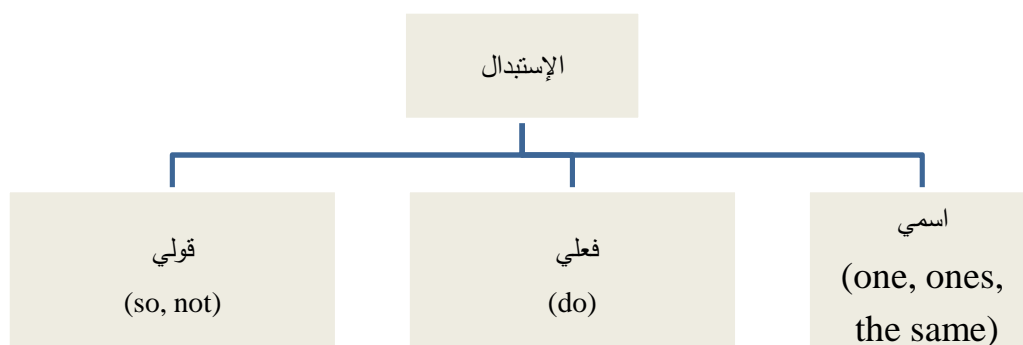 الإستبدال
اسمي
(one, ones,
the same)
فعلي
(do)
قولي
(so, not)